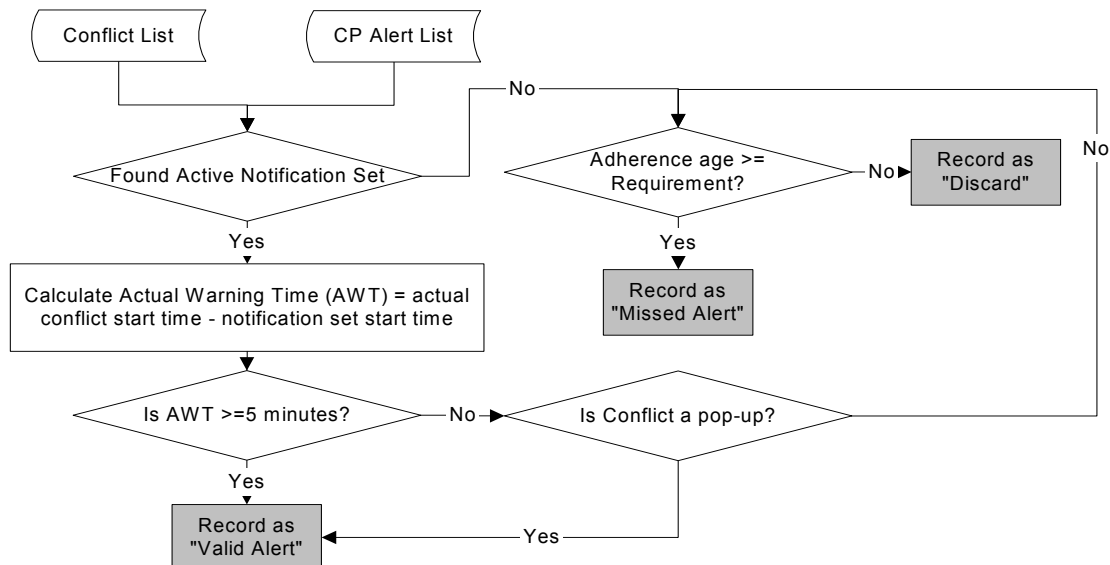 Conflict List
CP Alert List
No
Found Active Notification Set
Adherence age >=
Requirement?
No
Record as
"Discard"
No
Yes
Yes
Calculate Actual Warning Time (AWT) = actual
conflict start time - notification set start time
Record as
"Missed Alert"
Is AWT >=5 minutes?
No
Is Conflict a pop-up?
Yes
Record as
"Valid Alert"
Yes